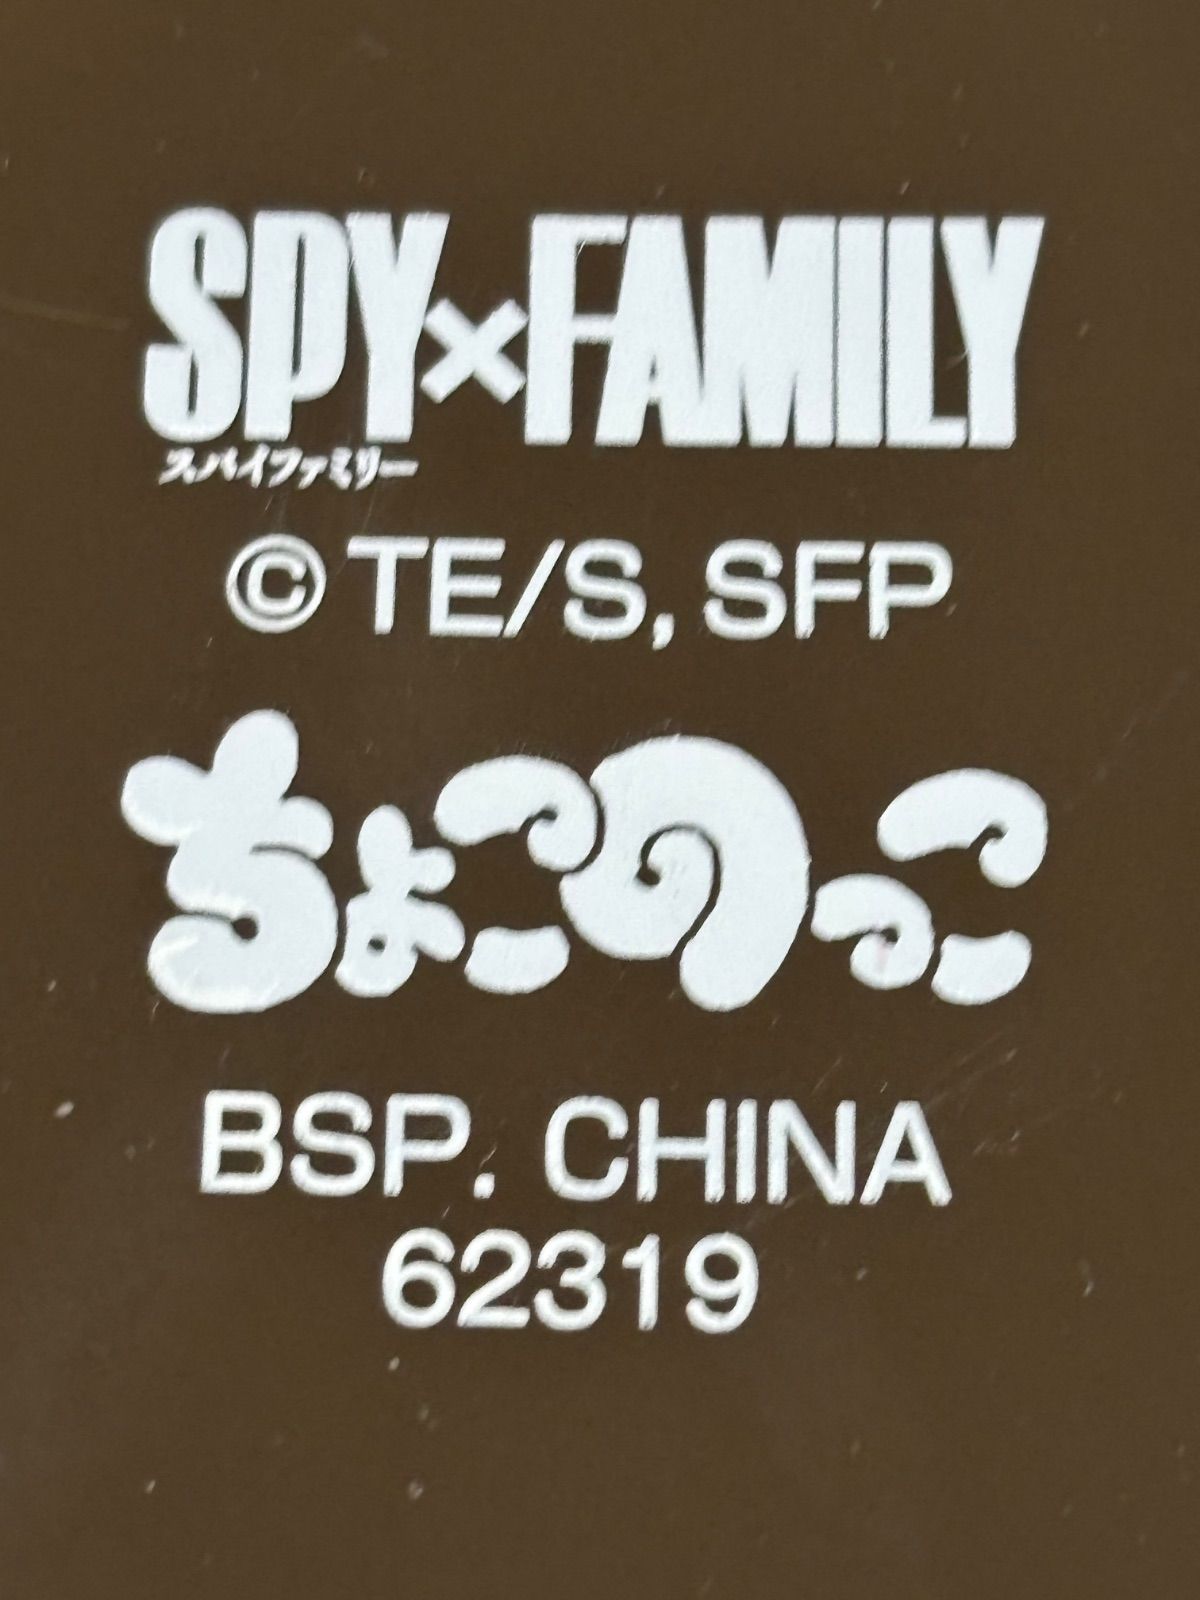 SPY×FAMILY
スパイファミリー
©TE/S, SFP
ちょこのっこ
BSP. CHINA
62319